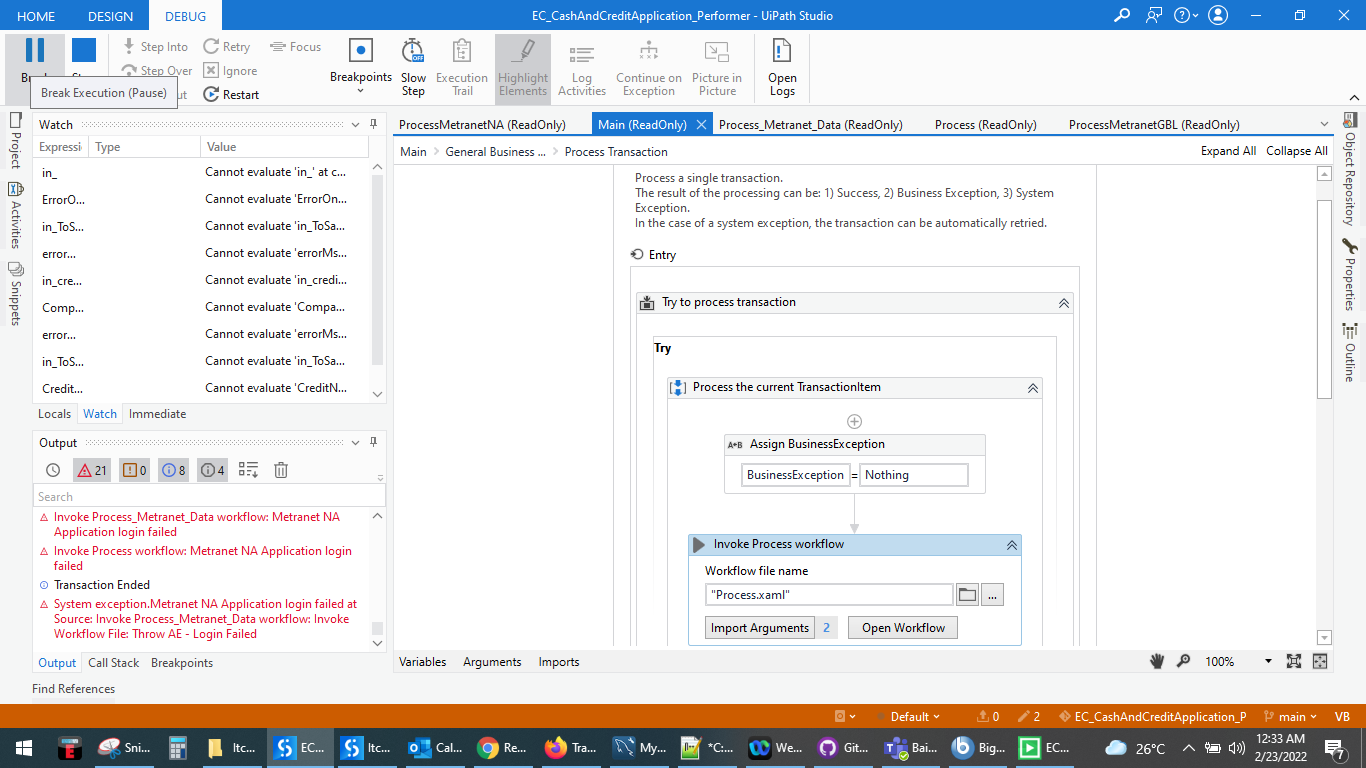 HOME DESIGN DEBUG EC_CashAndCreditApplication_Performer - UiPath Studio
Step Into Retry Focus
Step Over Ignore
Restart
Breakpoints
Slow Step
Execution Trail
Highlight Elements
Log Activities
Continue on Exception
Picture in Picture
Open Logs
Break Execution (Pause)
Project
Activities
Snippets
Watch
Expressi Type Value
in_ Cannot evaluate 'in_' at c...
ErrorO... Cannot evaluate 'ErrorOn...
in_ToS... Cannot evaluate 'in_ToSa...
error... Cannot evaluate 'errorMs...
in_cre... Cannot evaluate 'in_credi...
Comp... Cannot evaluate 'Compa...
error... Cannot evaluate 'errorMs...
in_ToS... Cannot evaluate 'in_ToSa...
Credit... Cannot evaluate 'CreditN...
Locals Watch Immediate
Output
21 0 8 4
Search
Invoke Process_Metranet_Data workflow: Metranet NA
Application login failed
Invoke Process workflow: Metranet NA Application login
failed
Transaction Ended
System exception.Metranet NA Application login failed at
Source: Invoke Process_Metranet_Data workflow: Invoke
Workflow File: Throw AE - Login Failed
Output Call Stack Breakpoints
Find References
ProcessMetranetNA (ReadOnly) Main (ReadOnly) Process_Metranet_Data (ReadOnly) Process (ReadOnly) ProcessMetranetGBL (ReadOnly)
Main > General Business ... > Process Transaction Expand All Collapse All
Process a single transaction.
The result of the processing can be: 1) Success, 2) Business Exception, 3) System
Exception.
In the case of a system exception, the transaction can be automatically retried.
Entry
Try to process transaction
Try
Process the current TransactionItem
A+B Assign BusinessException
BusinessException = Nothing
Invoke Process workflow
Workflow file name
"Process.xaml" ...
Import Arguments 2 Open Workflow
Variables Arguments Imports 100%
Object Repository
Properties
Outline
Default 0 2 EC_CashAndCreditApplication_P main VB
Sni... Itc... EC... Itc... Cal... Re... Tra... My... *C:... We... Git... Bai... Big... EC... 26°C 12:33 AM
2/23/2022 7